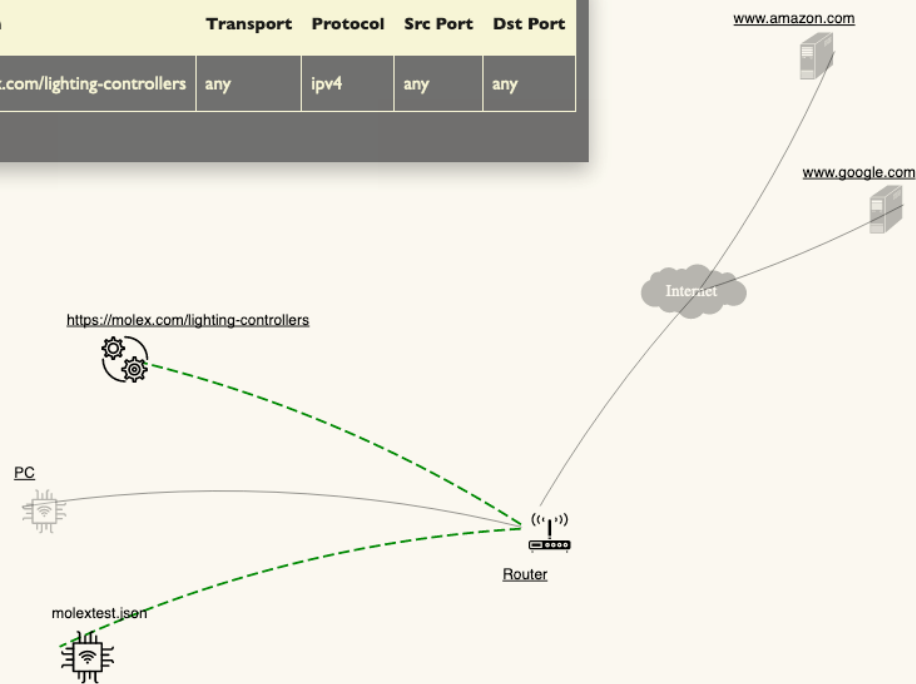 Transport Protocol Src Port Dst Port
.com/lighting-controllers any ipv4 any any
www.amazon.com
www.google.com
Internet
https://molex.com/lighting-controllers
PC
Router
molextest.json